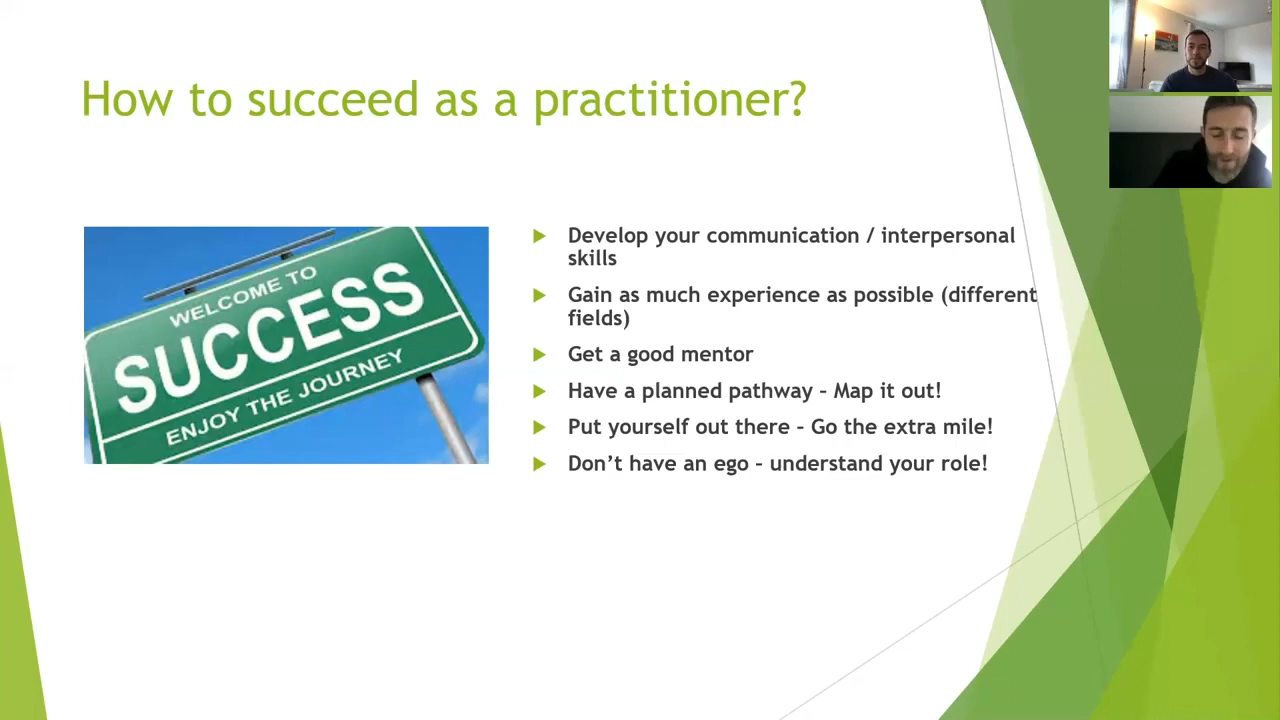 How to succeed as a practitioner?
WELCOME TO
SUCCESS
ENJOY THE JOURNEY
Develop your communication / interpersonal
skills
Gain as much experience as possible (different
fields)
Get a good mentor
Have a planned pathway – Map it out!
Put yourself out there – Go the extra mile!
Don’t have an ego – understand your role!